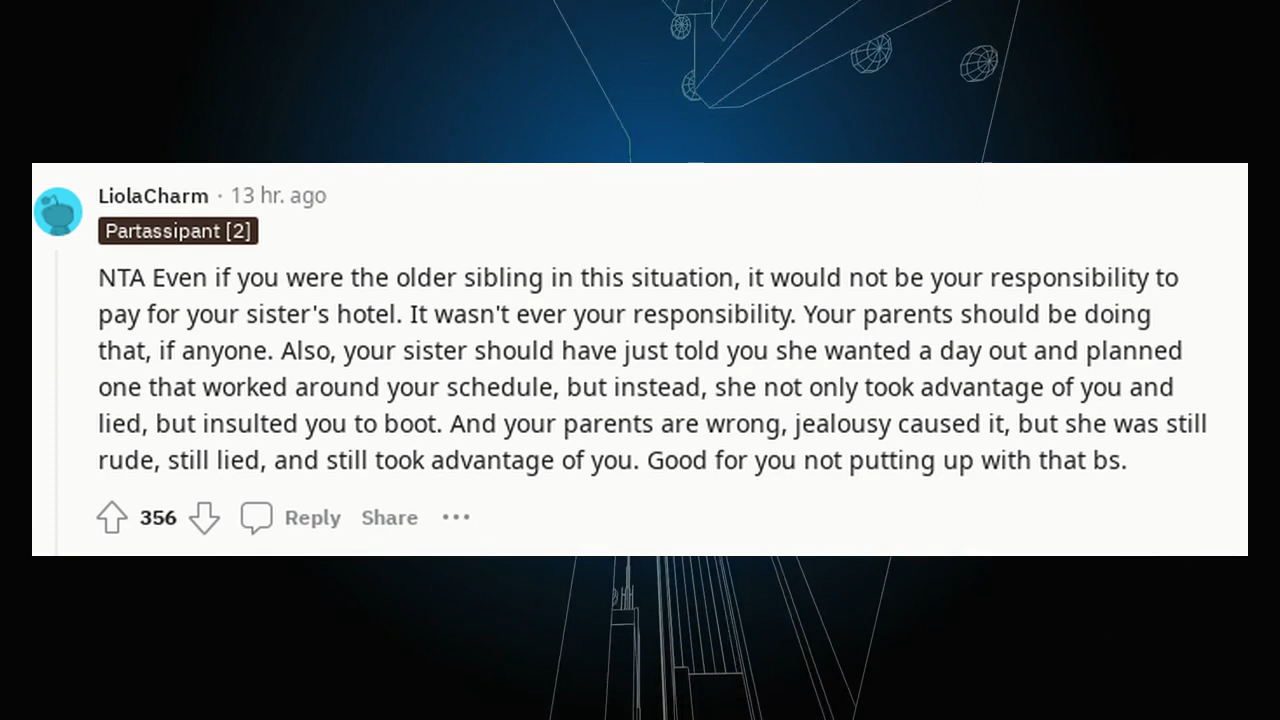 LiolaCharm · 13 hr. ago
Partassipant [2]
NTA Even if you were the older sibling in this situation, it would not be your responsibility to
pay for your sister's hotel. It wasn't ever your responsibility. Your parents should be doing
that, if anyone. Also, your sister should have just told you she wanted a day out and planned
one that worked around your schedule, but instead, she not only took advantage of you and
lied, but insulted you to boot. And your parents are wrong, jealousy caused it, but she was still
rude, still lied, and still took advantage of you. Good for you not putting up with that bs.
356 Reply Share ···